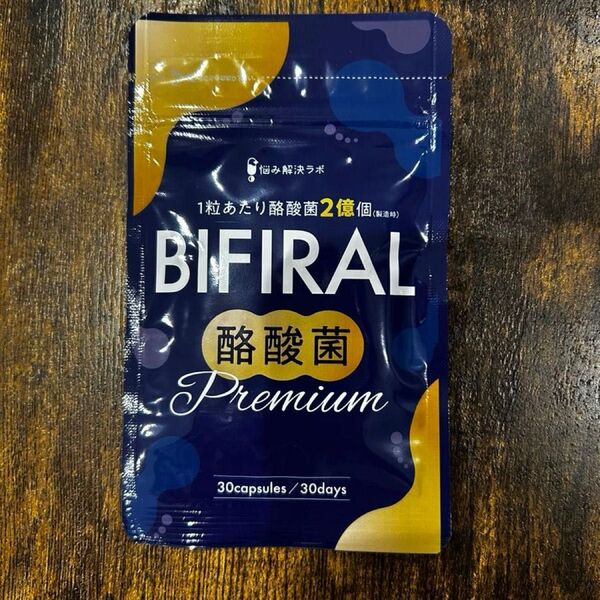 悩み解決ラボ
1粒あたり酪酸菌2億個(製造時)
BIFIRAL
酪酸菌
Premium
30capsules/30days